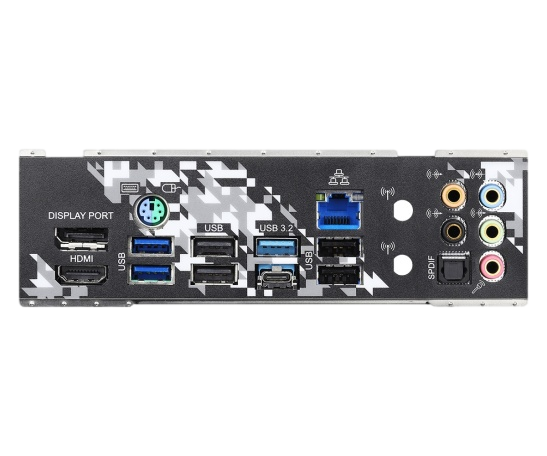 DISPLAY PORT
HDMI
USB
USB
USB 3.2
USB
SPDIF